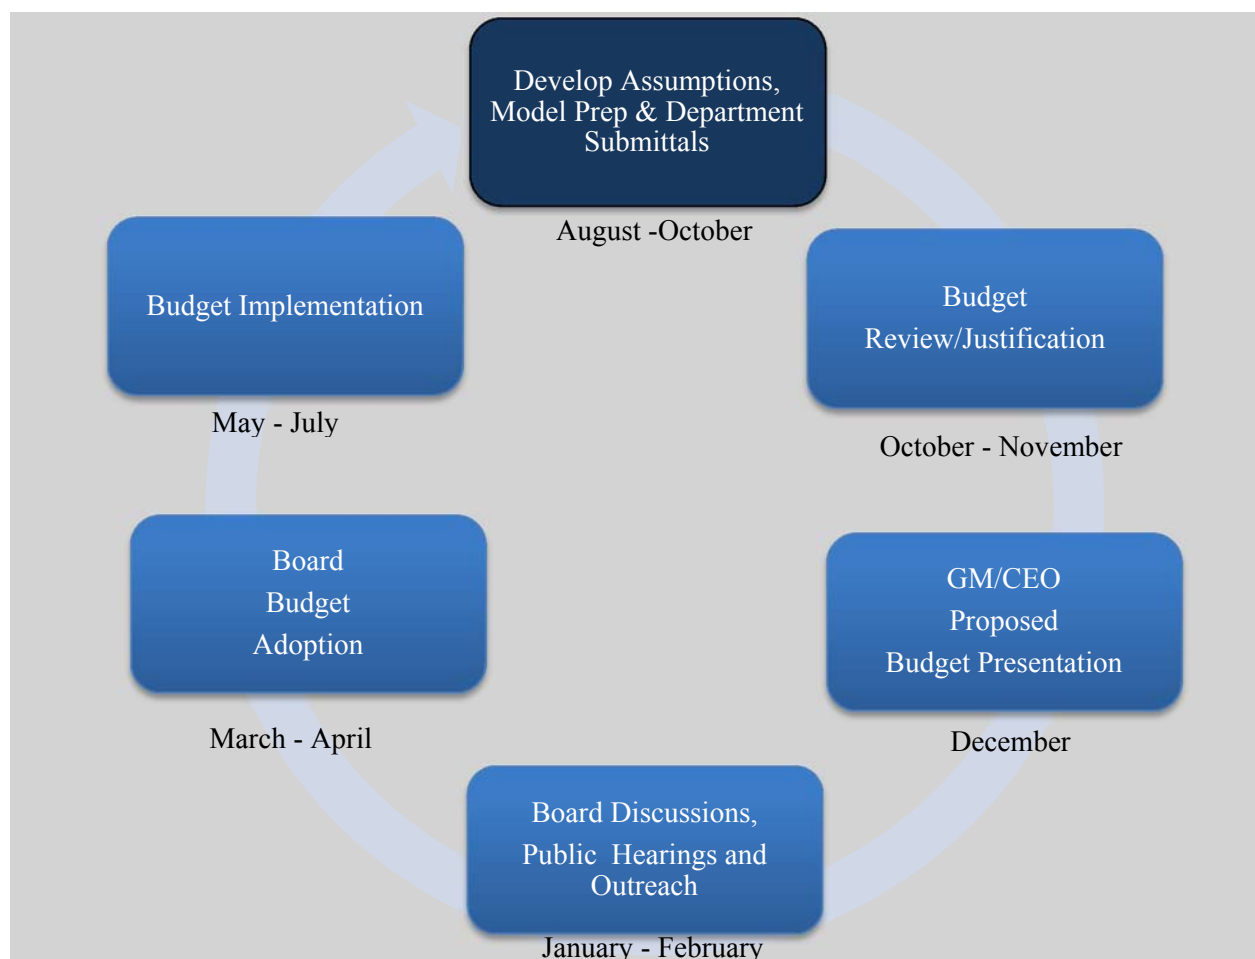 Develop Assumptions,
Model Prep & Department
Submittals
August -October
Budget
Review/Justification
October - November
GM/CEO
Proposed
Budget Presentation
December
Board Discussions,
Public  Hearings and
Outreach
January - February
Board
Budget
Adoption
March - April
Budget Implementation
May - July